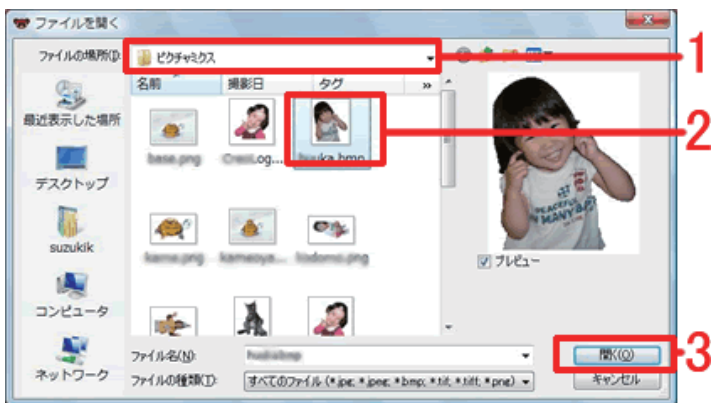 ファイルを開く
ファイルの場所(I):
ピクチャミクス
1
名前
撮影日
タグ
»
最近表示した場所
2
デスクトップ
suzukik
コンピュータ
ネットワーク
PEACEFUL
MANY
プレビュー
ファイル名(N):
開く(O)
3
ファイルの種類(T):
すべてのファイル (*.jpg; *.jpeg; *.bmp; *.tif; *.tiff; *.png)
キャンセル